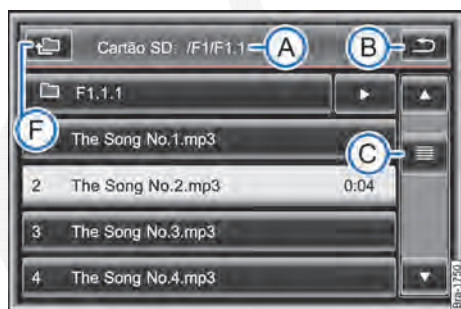 Cartão SD: /F1/F1.1 A B
F1.1.1
F
The Song No.1.mp3
C
2 The Song No.2.mp3 0:04
3 The Song No.3.mp3
4 The Song No.4.mp3
Bra-1750